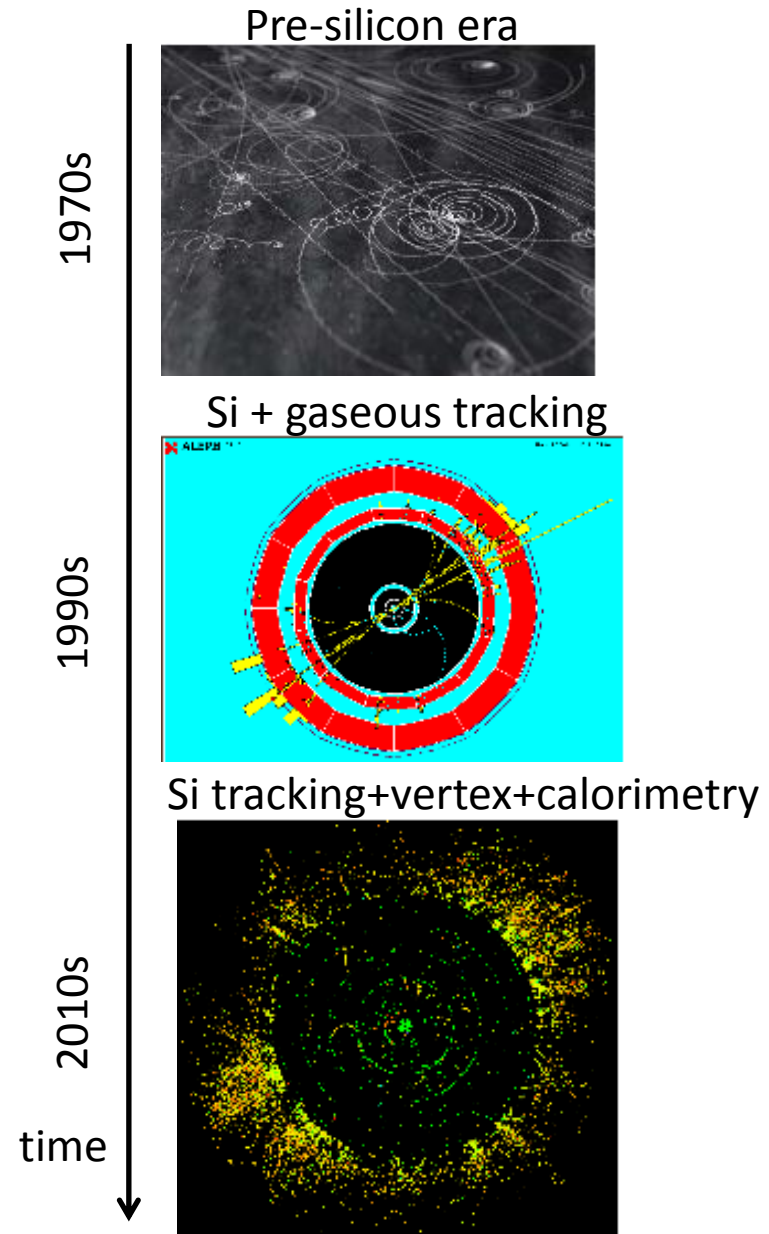 Pre-silicon era
1970s
Si + gaseous tracking
ALEPH
1990s
Si tracking+vertex+calorimetry
2010s
time